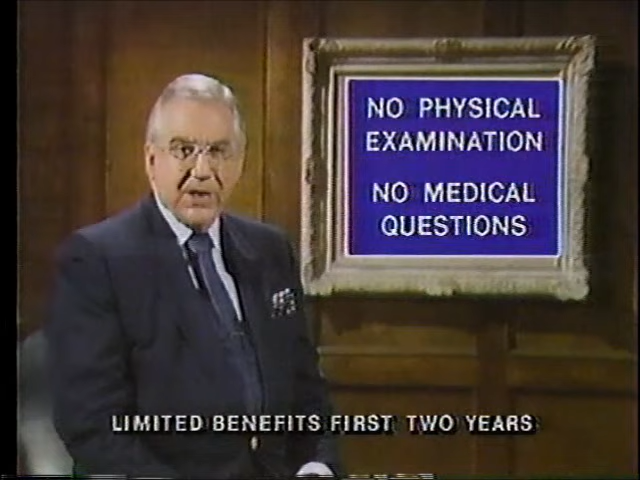 NO PHYSICAL
EXAMINATION
NO MEDICAL
QUESTIONS
LIMITED BENEFITS FIRST TWO YEARS